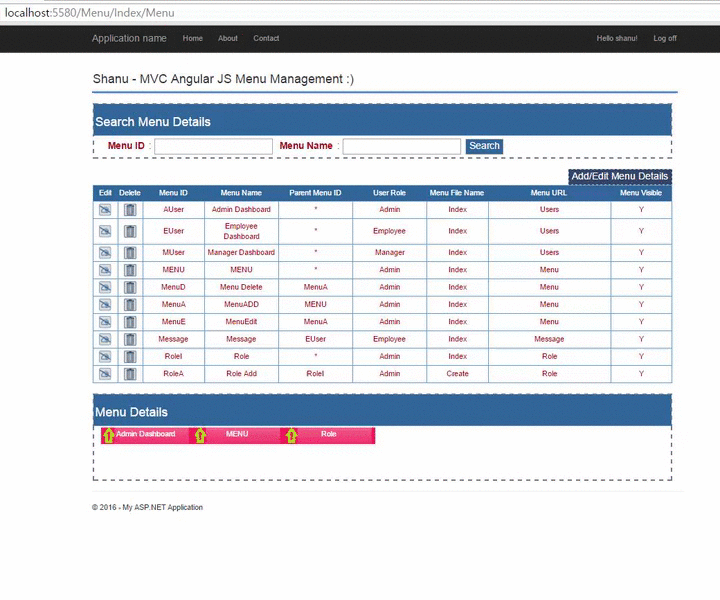 localhost:5580/Menu/Index/Menu
Application name Home About Contact Hello shanu! Log off
Shanu - MVC Angular JS Menu Management :)
Search Menu Details
Menu ID : Menu Name : Search
Add/Edit Menu Details
Edit Delete Menu ID Menu Name Parent Menu ID User Role Menu File Name Menu URL Menu Visible
AUser Admin Dashboard * Admin Index Users Y
EUser Employee Dashboard * Employee Index Users Y
MUser Manager Dashboard * Manager Index Users Y
MENU MENU * Admin Index Menu Y
MenuD Menu Delete MenuA Admin Index Menu Y
MenuA MenuADD MENU Admin Index Menu Y
MenuE MenuEdit MenuA Admin Index Menu Y
Message Message EUser Employee Index Message Y
RoleI Role * Admin Index Role Y
RoleA Role Add RoleI Admin Create Role Y
Menu Details
Admin Dashboard MENU Role
© 2016 - My ASP.NET Application